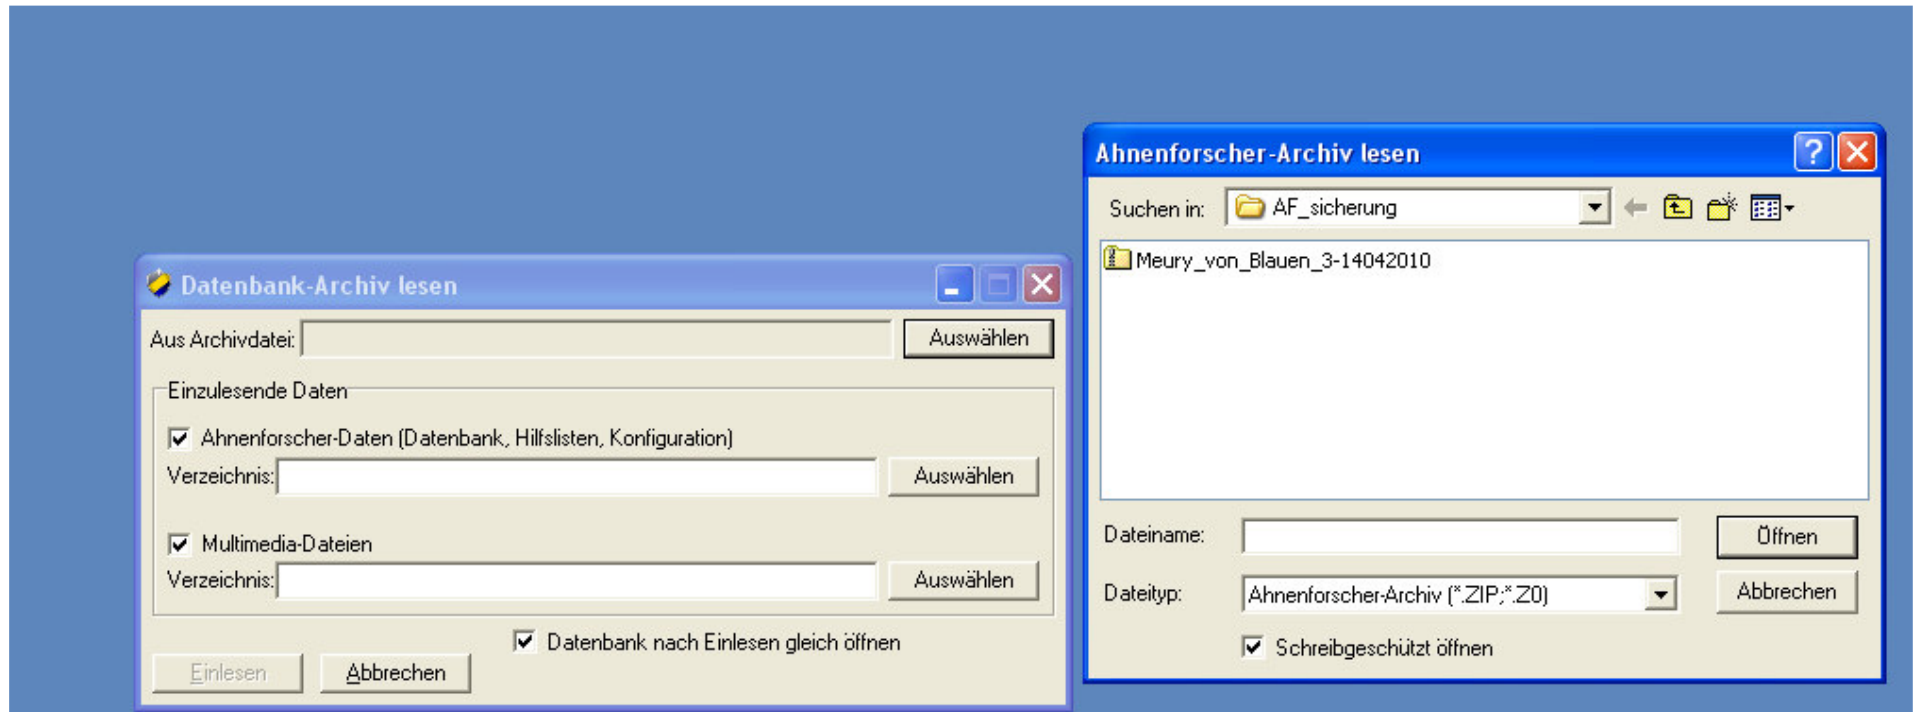 Datenbank-Archiv lesen
Aus Archivdatei:
Auswählen
Einzulesende Daten
Ahnenforscher-Daten (Datenbank, Hilfslisten, Konfiguration)
Verzeichnis:
Auswählen
Multimedia-Dateien
Verzeichnis:
Auswählen
Datenbank nach Einlesen gleich öffnen
Einlesen
Abbrechen
Ahnenforscher-Archiv lesen
Suchen in:
AF_sicherung
Meury_von_Blauen_3-14042010
Dateiname:
Öffnen
Dateityp:
Ahnenforscher-Archiv (*.ZIP;*.Z0)
Abbrechen
Schreibgeschützt öffnen